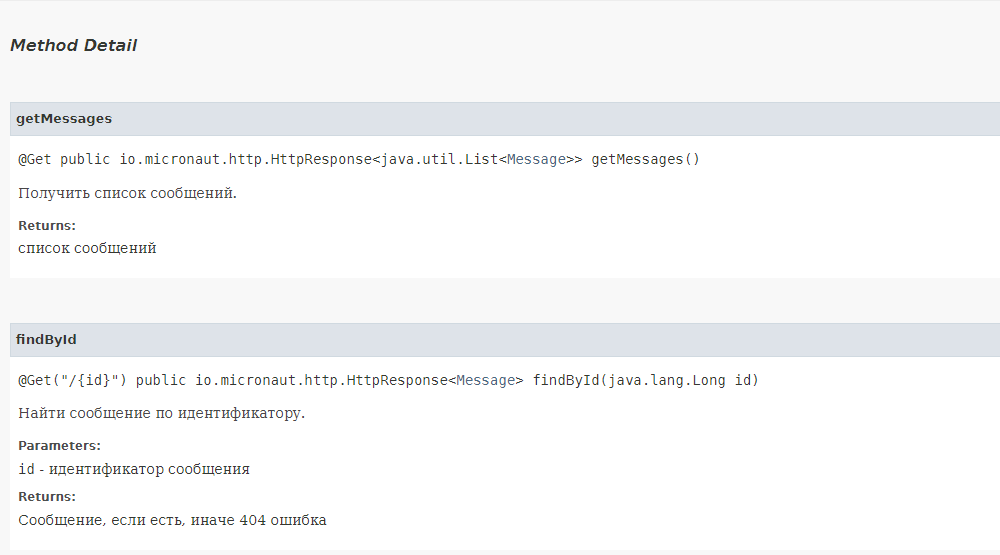 Method Detail
getMessages
@Get public io.micronaut.http.HttpResponse<java.util.List<Message>> getMessages()
Получить список сообщений.
Returns:
список сообщений
findById
@Get("/{id}") public io.micronaut.http.HttpResponse<Message> findById(java.lang.Long id)
Найти сообщение по идентификатору.
Parameters:
id - идентификатор сообщения
Returns:
Сообщение, если есть, иначе 404 ошибка